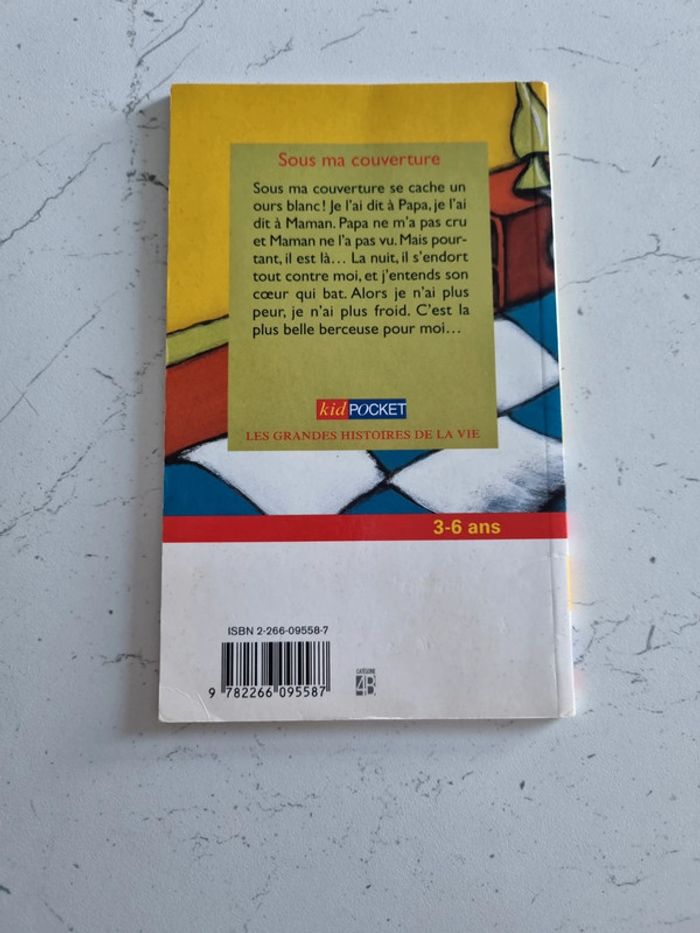 Sous ma couverture
Sous ma couverture se cache un
ours blanc! Je l'ai dit à Papa, je l'ai
dit à Maman. Papa ne m'a pas cru
et Maman ne l'a pas vu. Mais pour-
tant, il est là... La nuit, il s'endort
tout contre moi, et j'entends son
cœur qui bat. Alors je n'ai plus
peur, je n'ai plus froid. C'est la
plus belle berceuse pour moi...
kid POCKET
LES GRANDES HISTOIRES DE LA VIE
3-6 ans
ISBN 2-266-09558-7
9 782266 095587
CATÉGORIE
4B